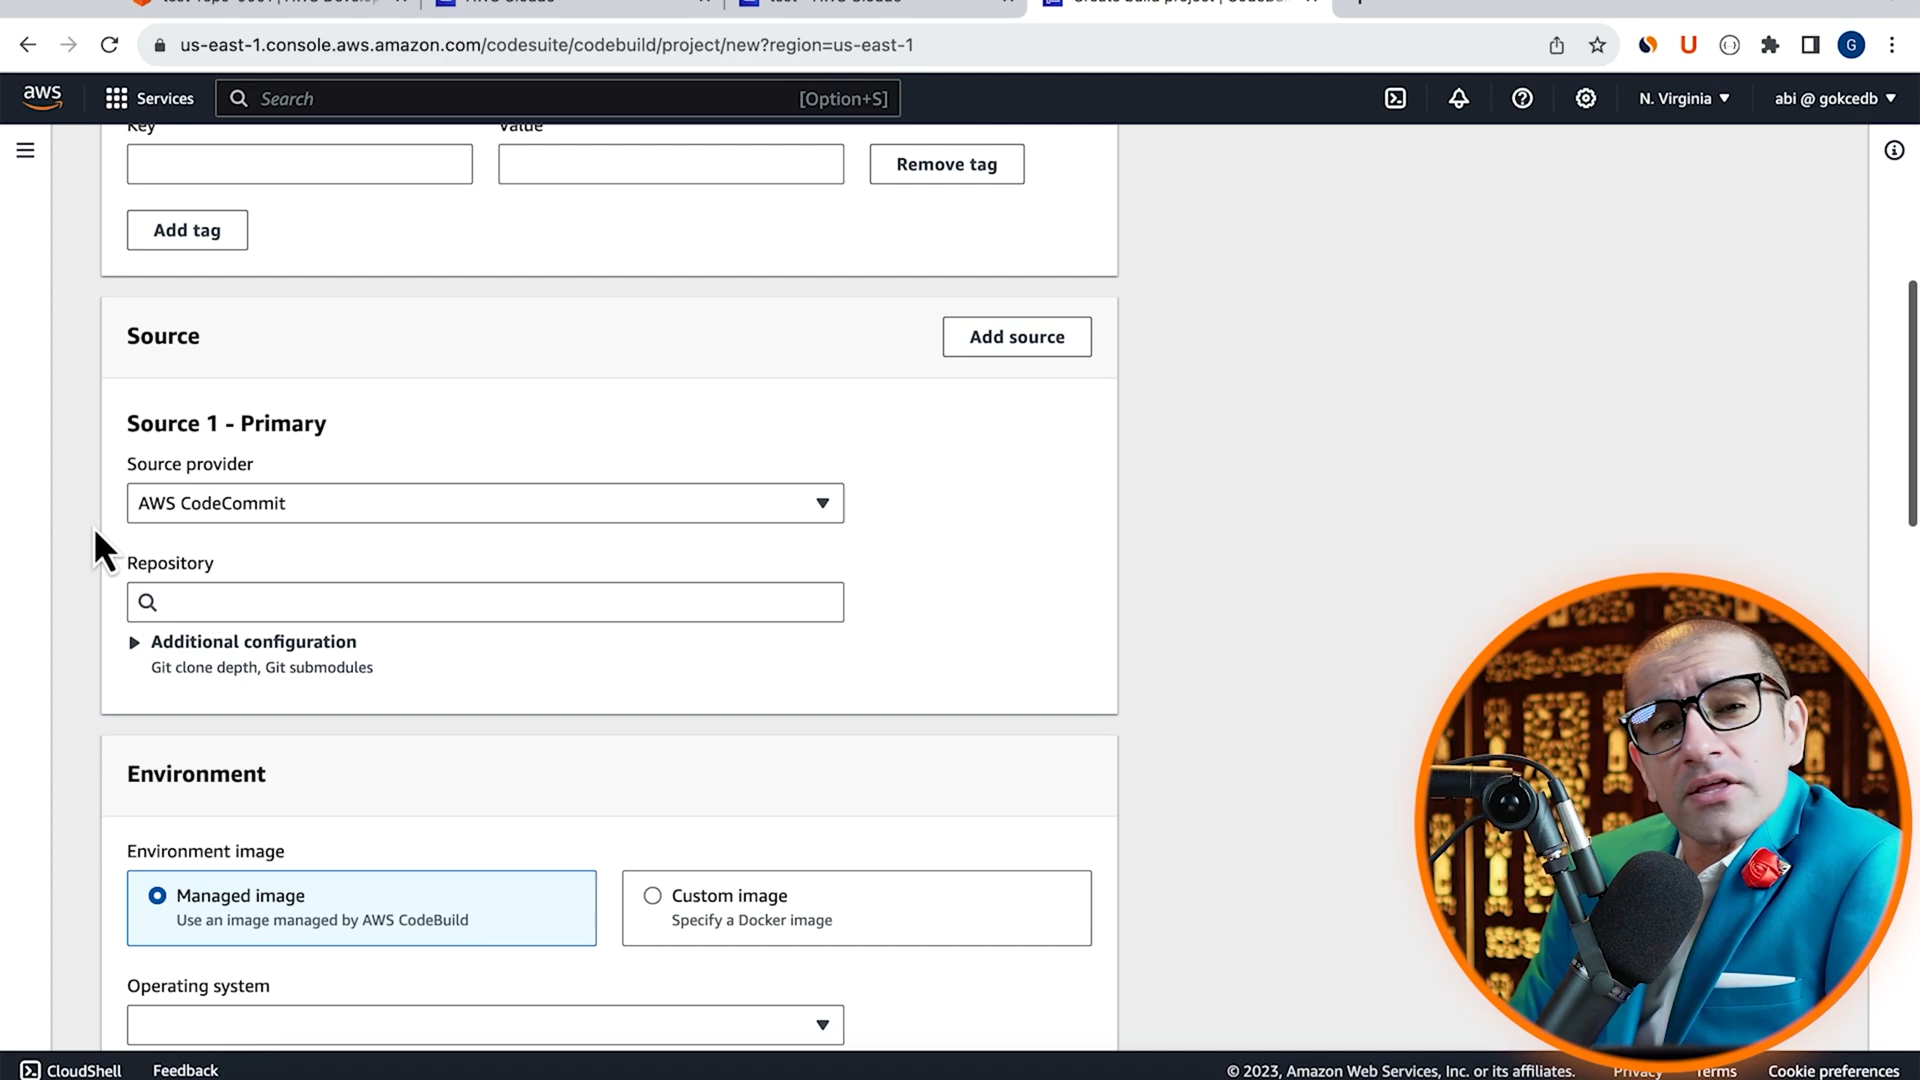 us-east-1.console.aws.amazon.com/codesuite/codebuild/project/new?region=us-east-1
G
aws
Services
Search
[Option+S]
N. Virginia
abi @ gokcedb
Key
Value
Remove tag
Add tag
Source
Add source
Source 1 - Primary
Source provider
AWS CodeCommit
Repository
Additional configuration
Git clone depth, Git submodules
Environment
Environment image
Managed image
Use an image managed by AWS CodeBuild
Custom image
Specify a Docker image
Operating system
CloudShell
Feedback
© 2023, Amazon Web Services, Inc. or its affiliates.
Privacy
Terms
Cookie preferences